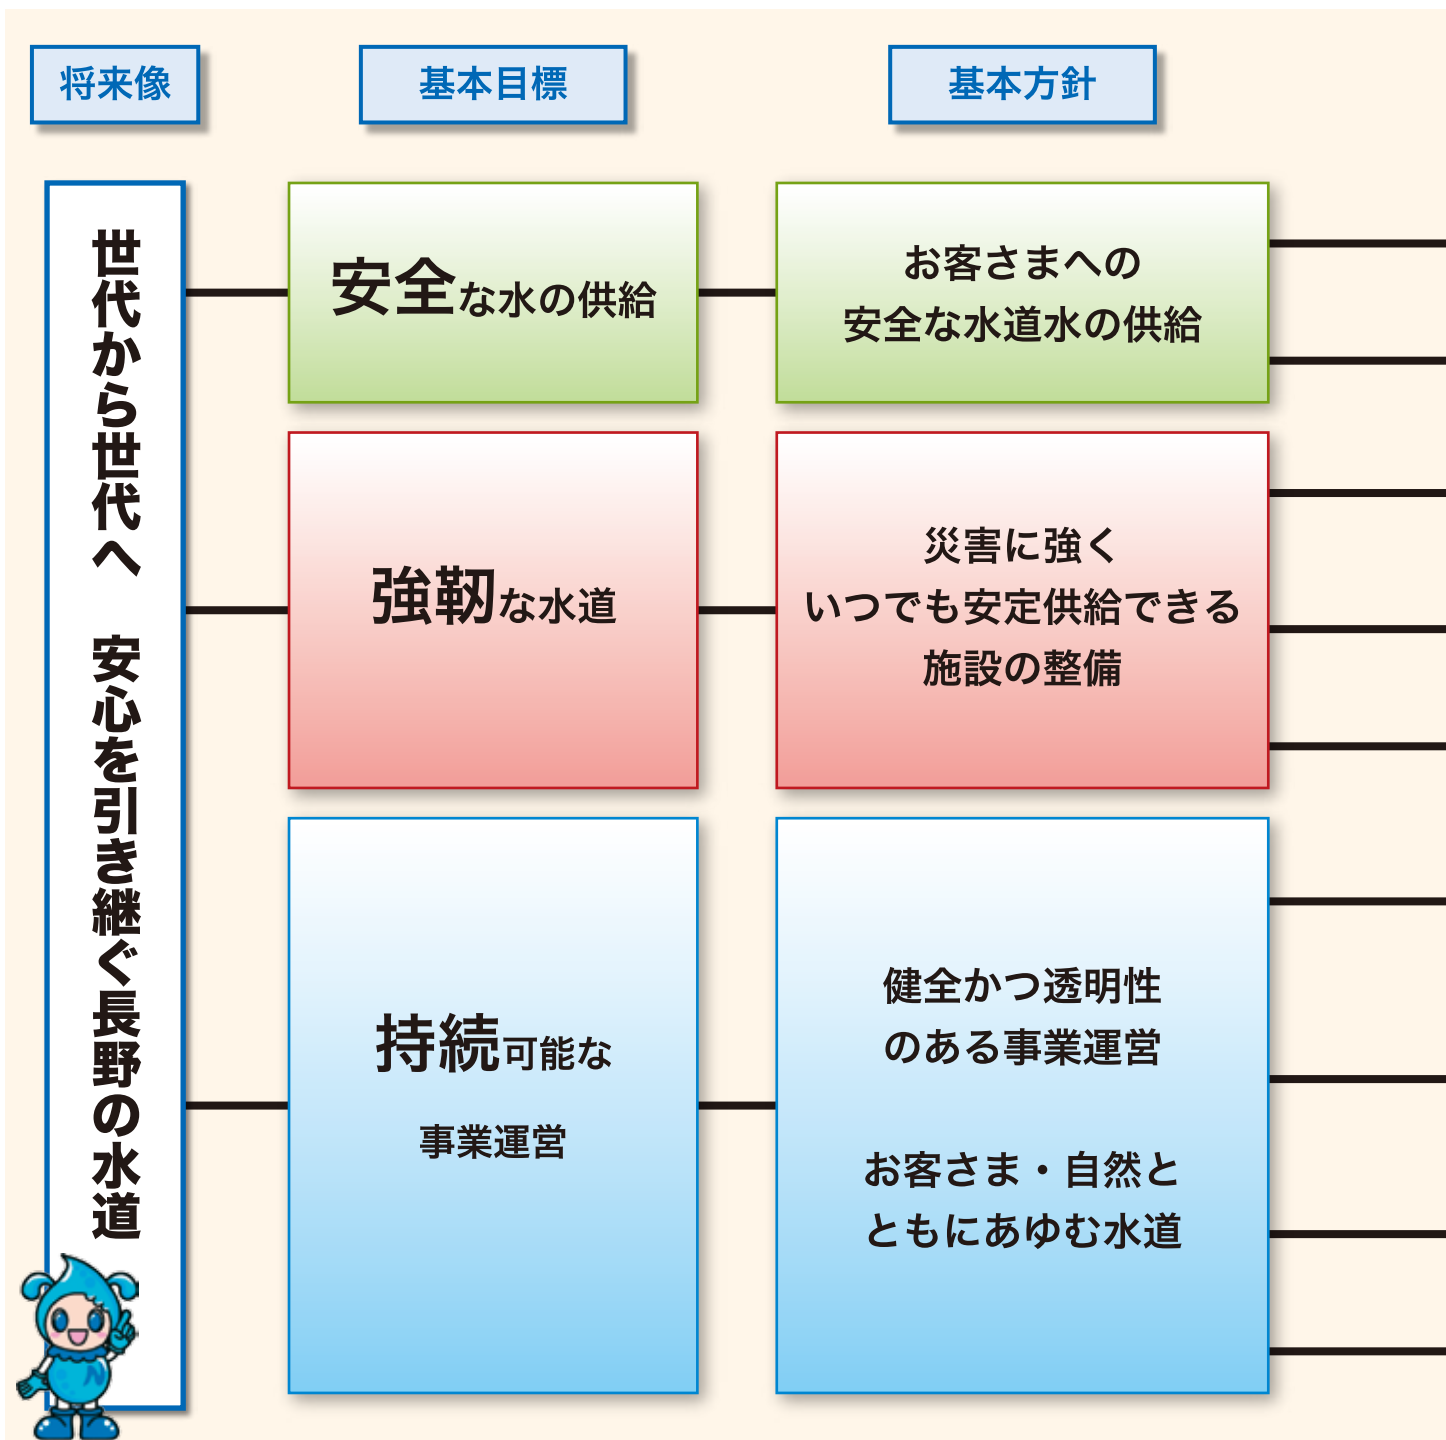 将来像
基本目標
基本方針
世代から世代へ　安心を引き継ぐ長野の水道
安全な水の供給
お客さまへの
安全な水道水の供給
強靭な水道
災害に強く
いつでも安定供給できる
施設の整備
持続可能な
事業運営
健全かつ透明性
のある事業運営
お客さま・自然と
ともにあゆむ水道
N